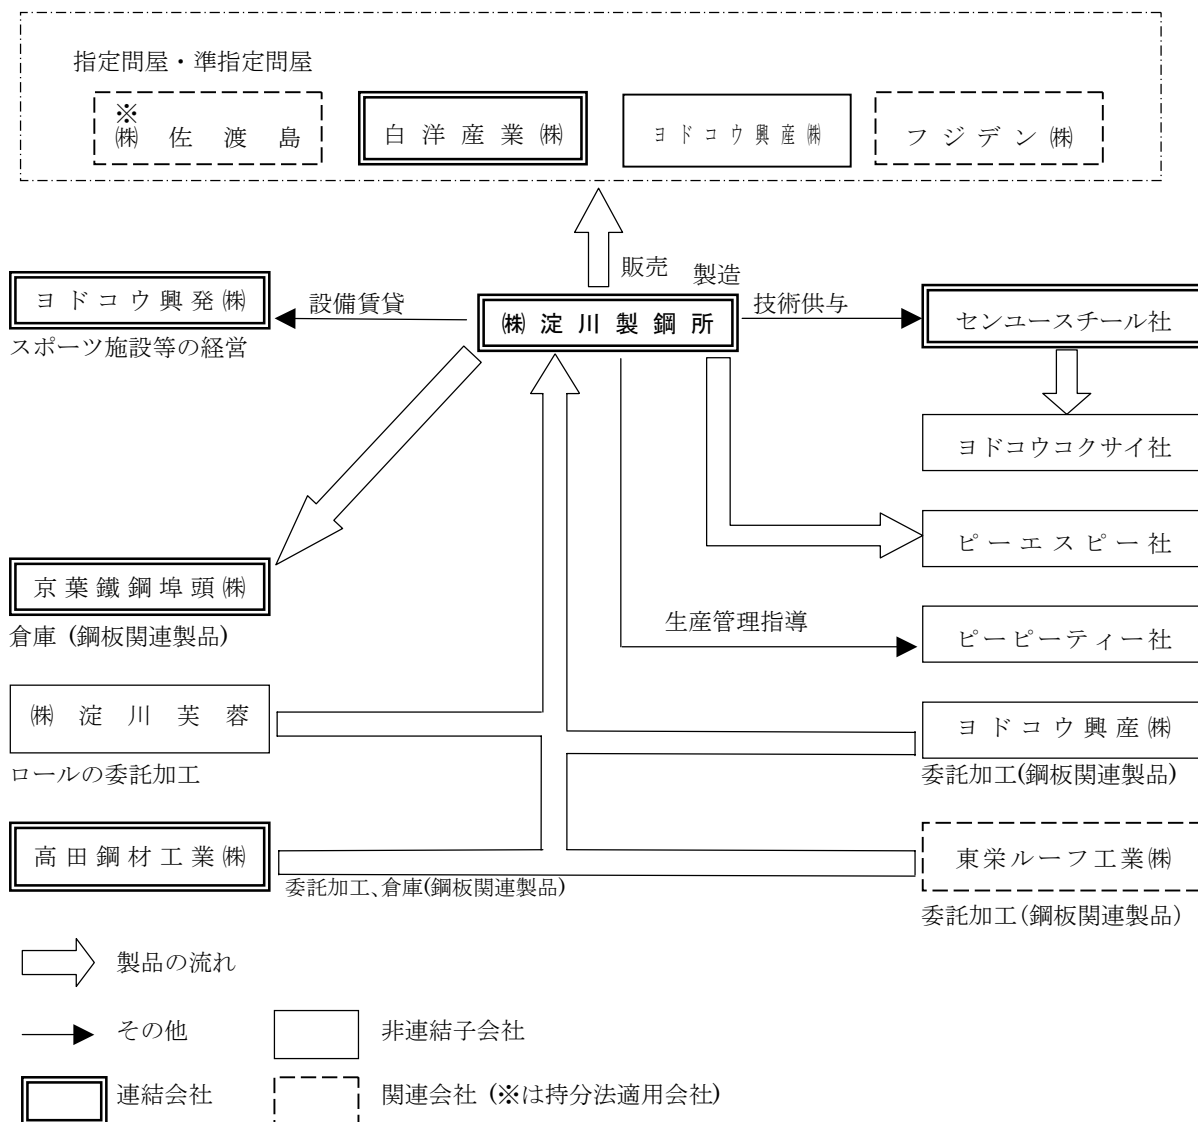 指定問屋・準指定問屋
※
㈱ 佐 渡 島
白 洋 産 業 ㈱
ヨ ド コ ウ 興 産 ㈱
フ ジ デ ン ㈱
販売
製造
ヨ ド コ ウ 興 発 ㈱
設備賃貸
㈱ 淀 川 製 鋼 所
技術供与
センユースチール社
スポーツ施設等の経営
ヨドコウコクサイ社
ピーエスピー社
京 葉 鐵 鋼 埠 頭 ㈱
倉庫 (鋼板関連製品)
生産管理指導
ピーピーティー社
㈱ 淀 川 芙 蓉
ロールの委託加工
ヨ ド コ ウ 興 産 ㈱
委託加工(鋼板関連製品)
高 田 鋼 材 工 業 ㈱
委託加工、倉庫(鋼板関連製品)
東栄ルーフ工業㈱
委託加工(鋼板関連製品)
製品の流れ
その他
非連結子会社
連結会社
関連会社 (※は持分法適用会社)